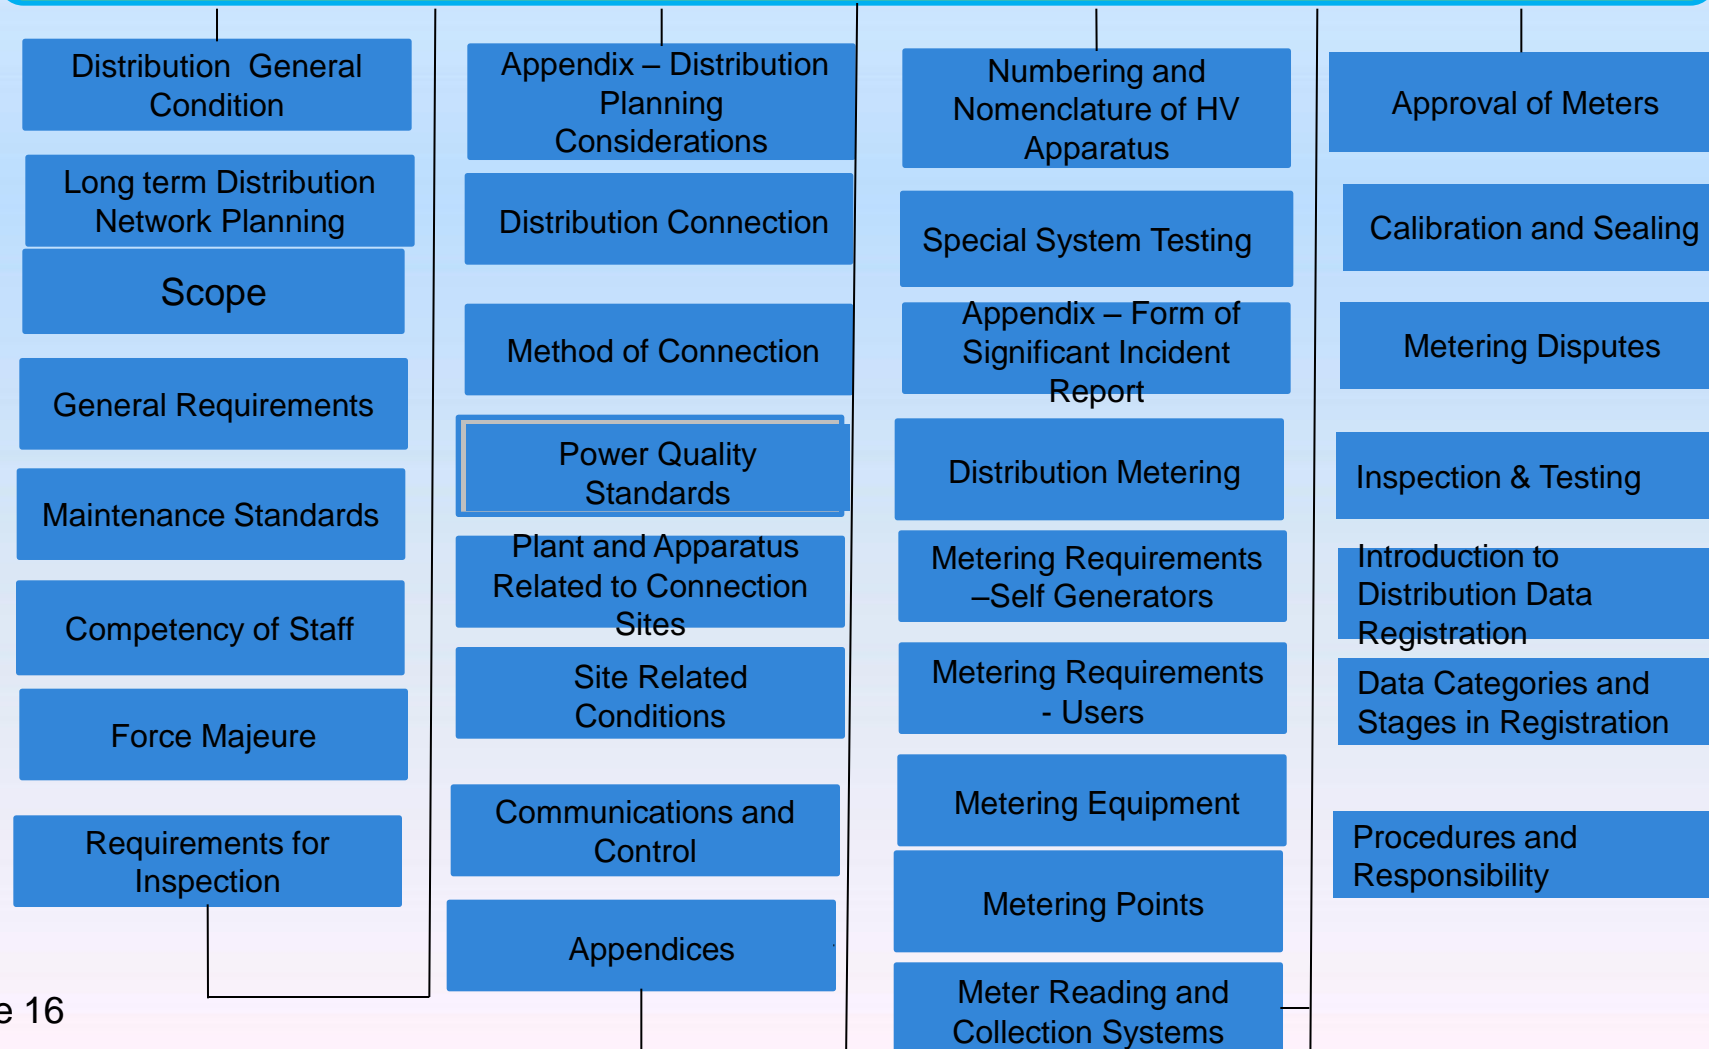 Distribution General
Condition
Long term Distribution
Network Planning
Scope
General Requirements
Maintenance Standards
Competency of Staff
Force Majeure
Requirements for
Inspection
Appendix – Distribution
Planning
Considerations
Distribution Connection
Method of Connection
Power Quality
Standards
Plant and Apparatus
Related to Connection
Sites
Site Related
Conditions
Communications and
Control
Appendices
Numbering and
Nomenclature of HV
Apparatus
Special System Testing
Appendix – Form of
Significant Incident
Report
Distribution Metering
Metering Requirements
–Self Generators
Metering Requirements
- Users
Metering Equipment
Metering Points
Meter Reading and
Collection Systems
Approval of Meters
Calibration and Sealing
Metering Disputes
Inspection & Testing
Introduction to
Distribution Data
Registration
Data Categories and
Stages in Registration
Procedures and
Responsibility
e 16